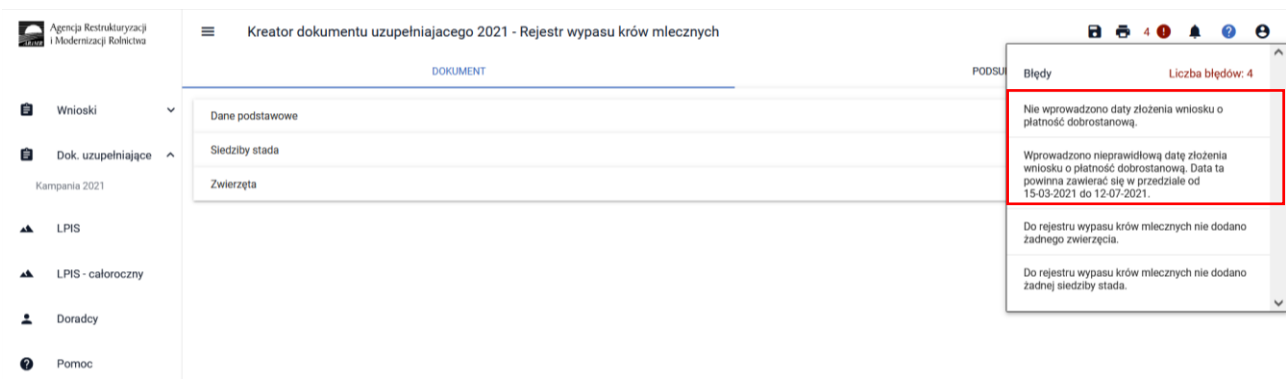 Agencja Restrukturyzacji
i Modernizacji Rolnictwa
Kreator dokumentu uzupełniajacego 2021 - Rejestr wypasu krów mlecznych
4
DOKUMENT
PODSU
Wnioski
Dok. uzupełniające
Kampania 2021
LPIS
LPIS - całoroczny
Doradcy
Pomoc
Dane podstawowe
Siedziby stada
Zwierzęta
Błędy
Liczba błędów: 4
Nie wprowadzono daty złożenia wniosku o
płatność dobrostanową.
Wprowadzono nieprawidłową datę złożenia
wniosku o płatność dobrostanową. Data ta
powinna zawierać się w przedziale od
15-03-2021 do 12-07-2021.
Do rejestru wypasu krów mlecznych nie dodano
żadnego zwierzęcia.
Do rejestru wypasu krów mlecznych nie dodano
żadnej siedziby stada.